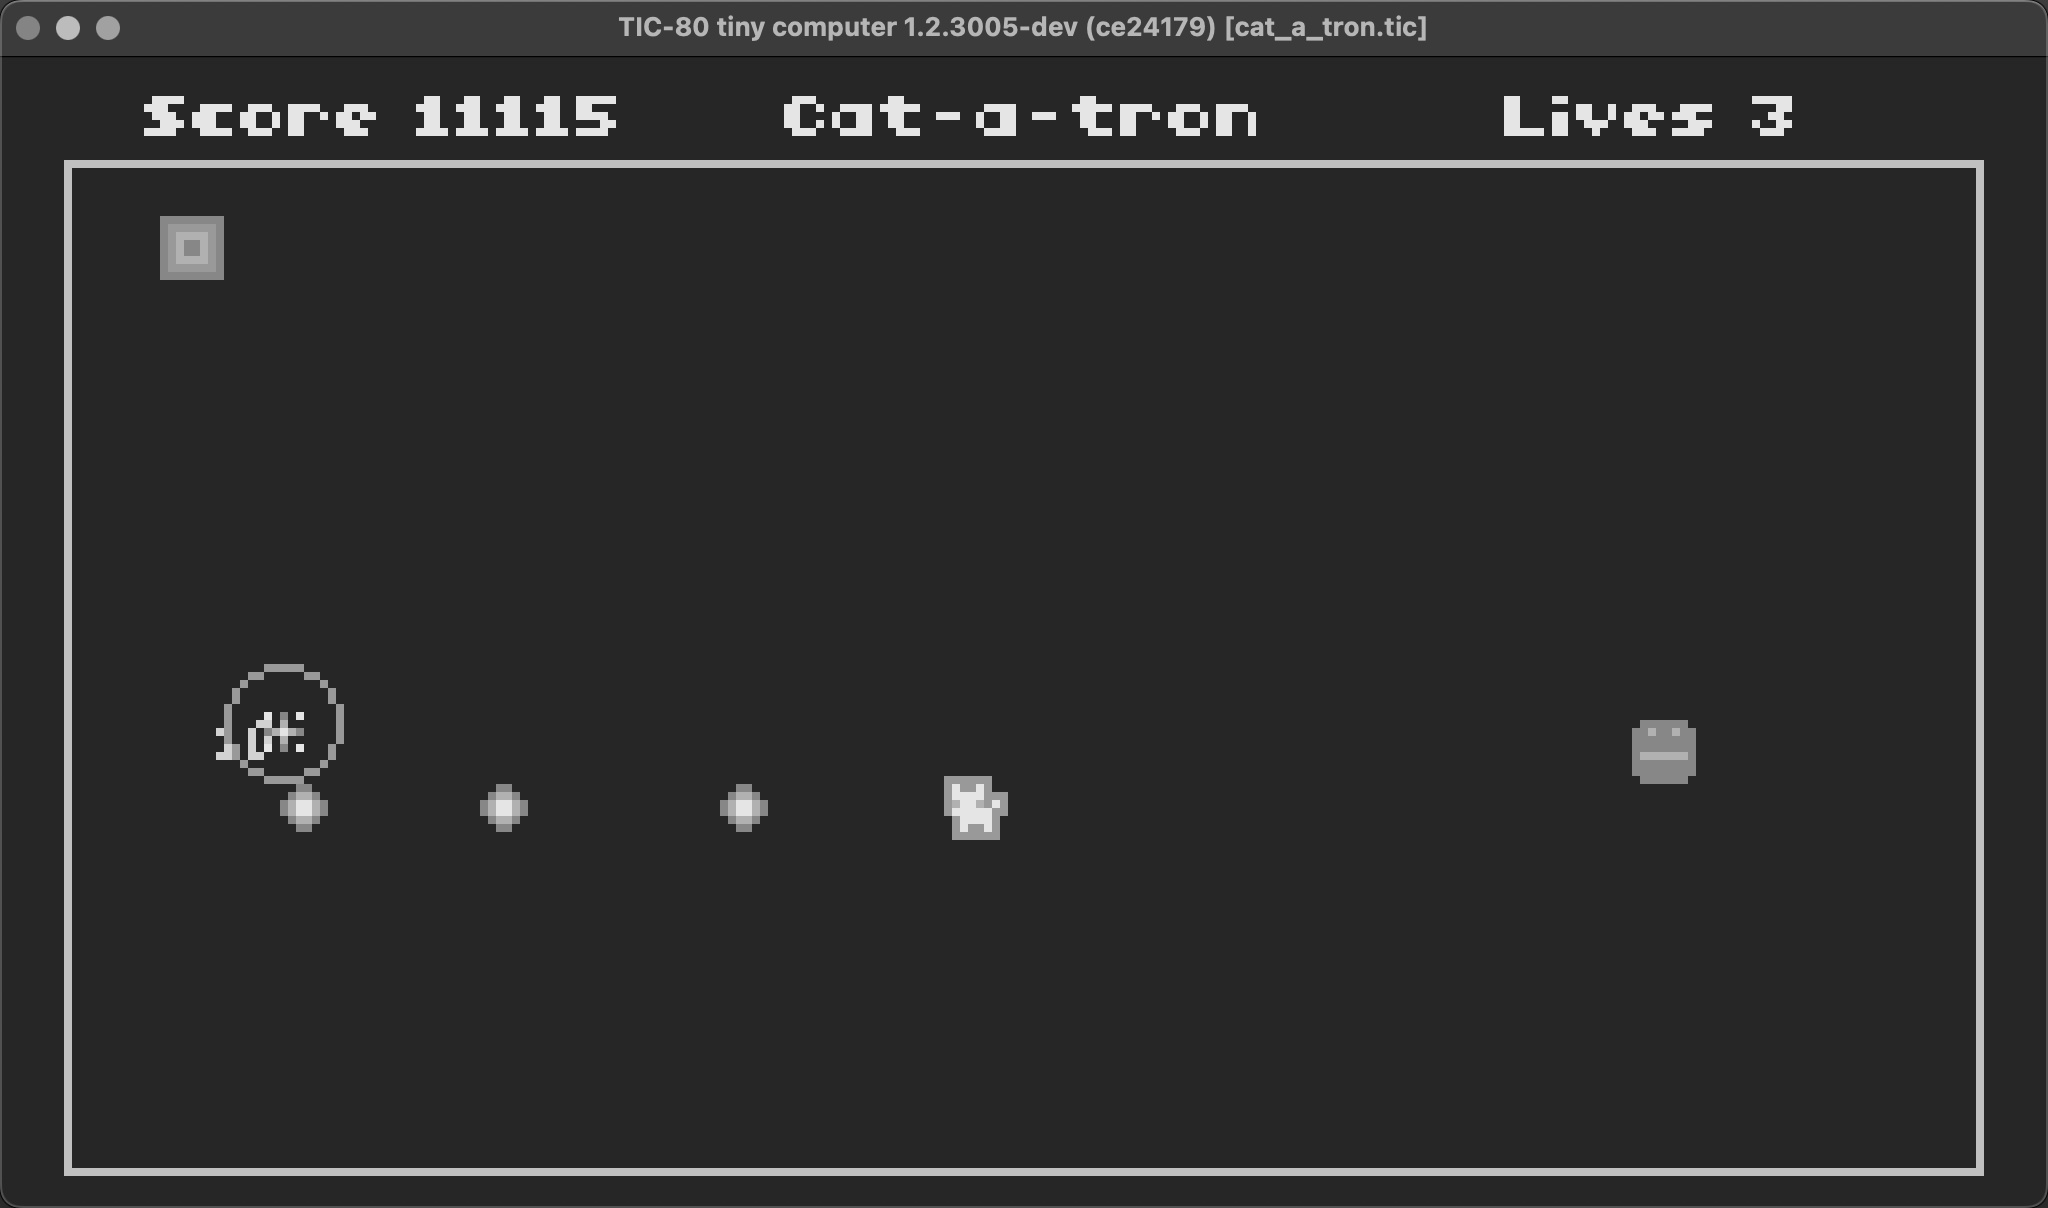 TIC-80 tiny computer 1.2.3005-dev (ce24179) [cat_a_tron.tic]
Score 11115 Cat-a-tron Lives 3